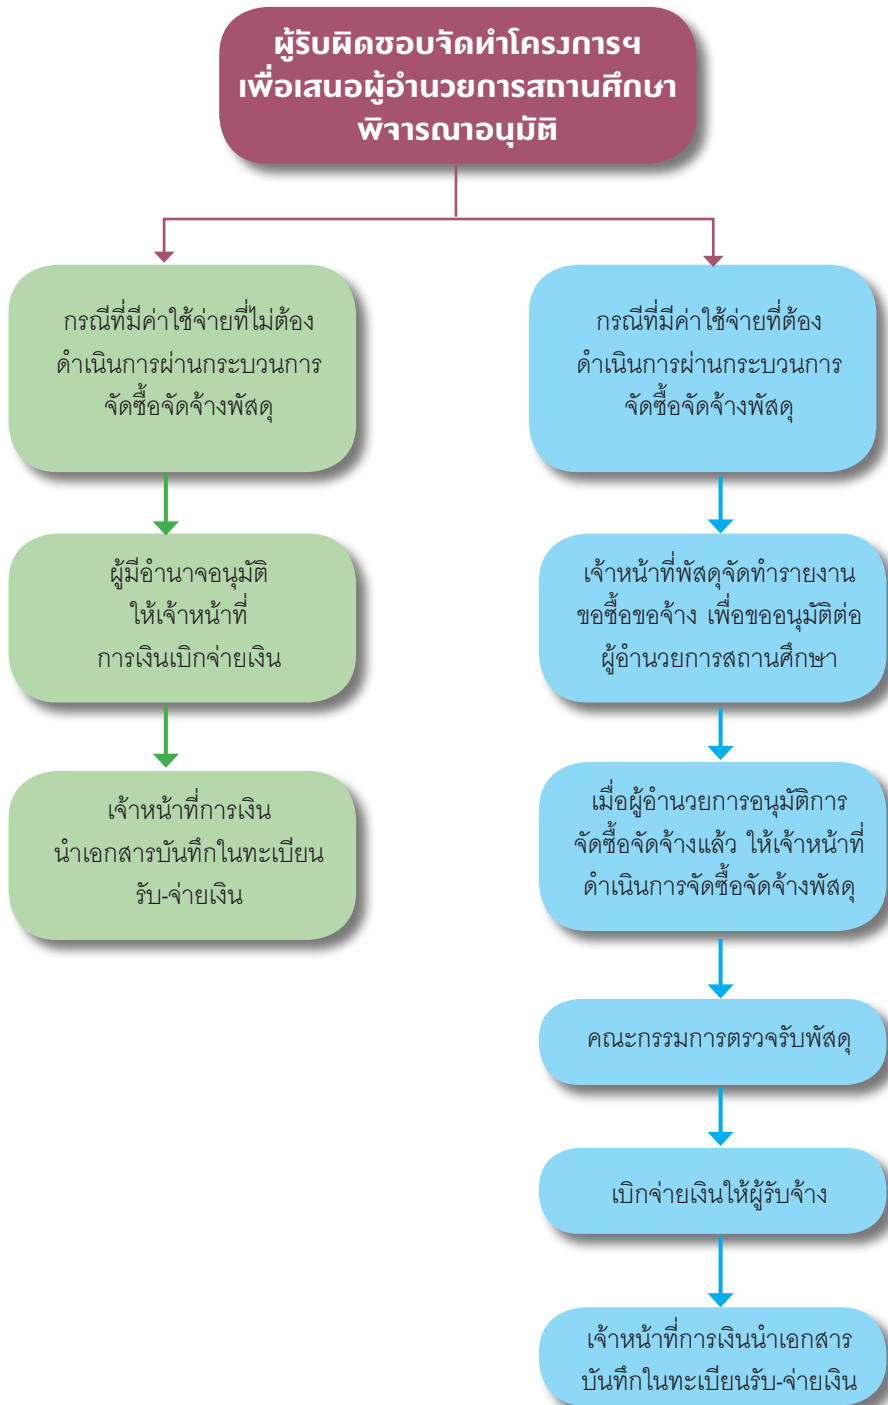 ผู้รับผิดชอบจัดทำโครงการฯ
เพื่อเสนอผู้อำนวยการสถานศึกษา
พิจารณาอนุมัติ
กรณีที่มีค่าใช้จ่ายที่ไม่ต้อง
ดำเนินการผ่านกระบวนการ
จัดซื้อจัดจ้างพัสดุ
ผู้มีอำนาจอนุมัติ
ให้เจ้าหน้าที่
การเงินเบิกจ่ายเงิน
เจ้าหน้าที่การเงิน
นำเอกสารบันทึกในทะเบียน
รับ-จ่ายเงิน
กรณีที่มีค่าใช้จ่ายที่ต้อง
ดำเนินการผ่านกระบวนการ
จัดซื้อจัดจ้างพัสดุ
เจ้าหน้าที่พัสดุจัดทำรายงาน
ขอซื้อขอจ้าง เพื่อขออนุมัติต่อ
ผู้อำนวยการสถานศึกษา
เมื่อผู้อำนวยการอนุมัติการ
จัดซื้อจัดจ้างแล้ว ให้เจ้าหน้าที่
ดำเนินการจัดซื้อจัดจ้างพัสดุ
คณะกรรมการตรวจรับพัสดุ
เบิกจ่ายเงินให้ผู้รับจ้าง
เจ้าหน้าที่การเงินนำเอกสาร
บันทึกในทะเบียนรับ-จ่ายเงิน